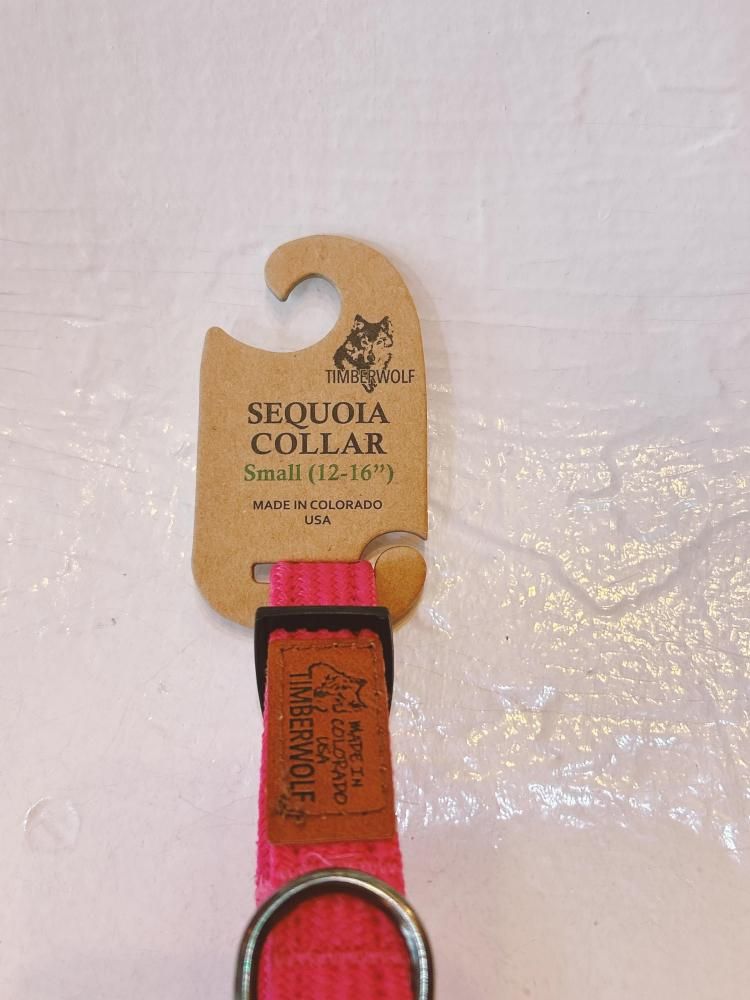 TIMBERWOLF
SEQUOIA
COLLAR
Small (12-16”)
MADE IN COLORADO
USA
MADE IN
COLORADO
USA
TIMBERWOLF